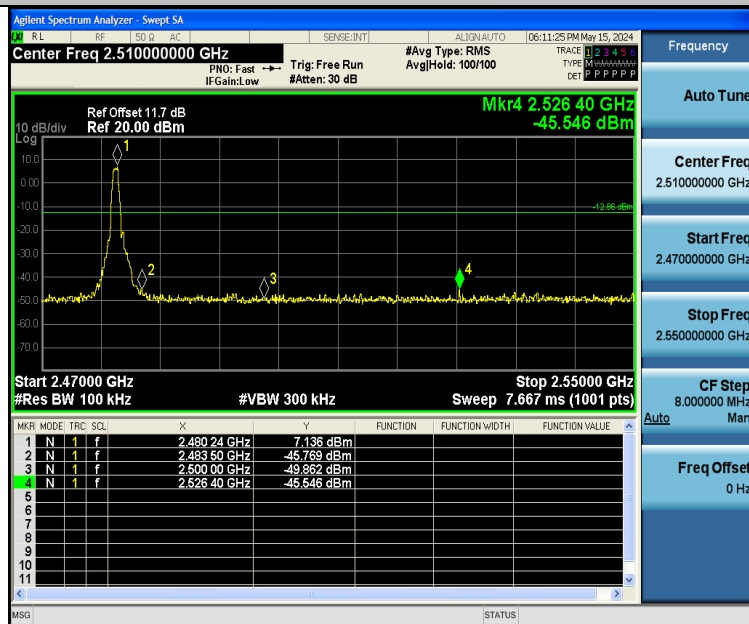 Agilent Spectrum Analyzer - Swept SA
RL RF 50 Ω AC SENSE:INT ALIGNAUTO 06:11:25 PM May 15, 2024
Center Freq 2.510000000 GHz
PNO: Fast
IFGain:Low
Trig: Free Run
#Atten: 30 dB
#Avg Type: RMS
Avg|Hold: 100/100
TRACE 1 2 3 4 5 6
TYPE M
DET P P P P P P
Frequency
Mkr4 2.526 40 GHz
-45.546 dBm
Ref Offset 11.7 dB
10 dB/div Ref 20.00 dBm
Log
10.0
0.00
-10.0
-20.0
-30.0
-40.0
-50.0
-60.0
-70.0
1
2
3
4
-12.86 dBm
Start 2.47000 GHz Stop 2.55000 GHz
#Res BW 100 kHz #VBW 300 kHz Sweep 7.667 ms (1001 pts)
MKR MODE TRC SCL X Y FUNCTION FUNCTION WIDTH FUNCTION VALUE
1 N 1 f 2.480 24 GHz 7.136 dBm
2 N 1 f 2.483 50 GHz -45.769 dBm
3 N 1 f 2.500 00 GHz -49.862 dBm
4 N 1 f 2.526 40 GHz -45.546 dBm
5
6
7
8
9
10
11
MSG STATUS
Auto Tune
Center Freq
2.510000000 GHz
Start Freq
2.470000000 GHz
Stop Freq
2.550000000 GHz
CF Step
8.000000 MHz
Auto Man
Freq Offset
0 Hz